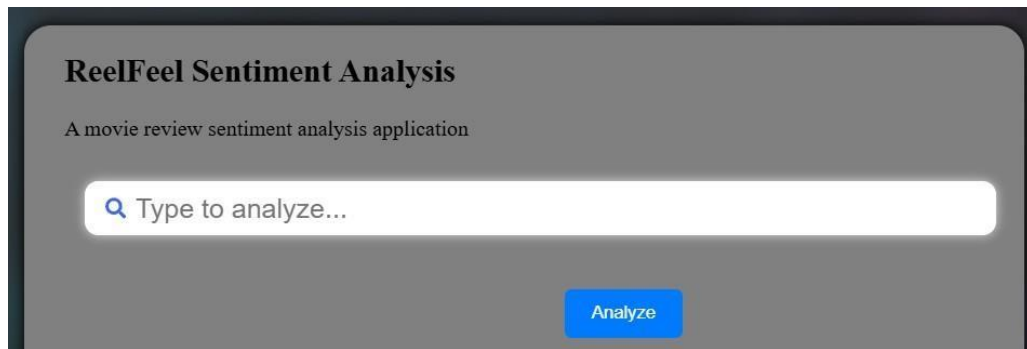 ReelFeel Sentiment Analysis
A movie review sentiment analysis application
Type to analyze...
Analyze